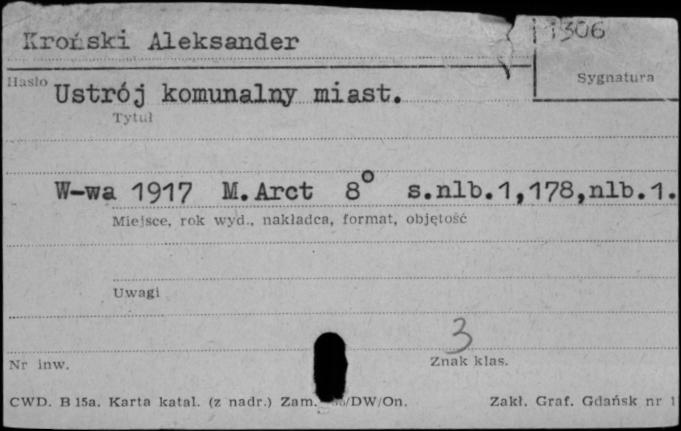 Kroński Aleksander
1306
Hasło
Sygnatura
Ustrój komunalny miast.
Tytuł
W-wa 1917 M.Arct 8° s.nlb.1,178,nlb.1.
Miejsce, rok wyd., nakładca, format, objętość
Uwagi
3
Nr inw.
Znak klas.
CWD. B 15a. Karta katal. (z nadr.) Zam. /DW/On.
Zakł. Graf. Gdańsk nr 1